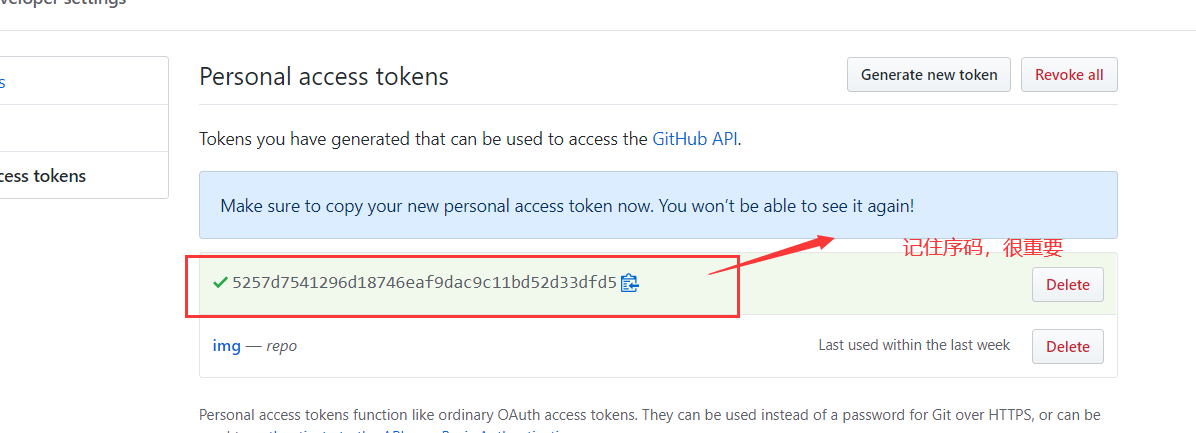 veloper settings
s
Personal access tokens
Generate new token
Revoke all
Tokens you have generated that can be used to access the GitHub API.
cess tokens
Make sure to copy your new personal access token now. You won’t be able to see it again!
记住序码，很重要
5257d7541296d18746eaf9dac9c11bd52d33dfd5
Delete
img — repo
Last used within the last week
Delete
Personal access tokens function like ordinary OAuth access tokens. They can be used instead of a password for Git over HTTPS, or can be